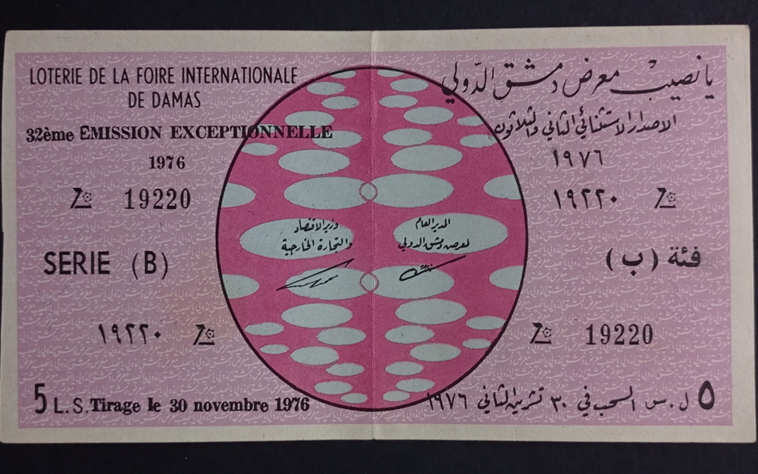 LOTERIE DE LA FOIRE INTERNATIONALE
DE DAMAS
32ème EMISSION EXCEPTIONNELLE
1976
19220
SERIE (B)
١٩٢٢٠
5 L.S. Tirage le 30 novembre 1976
يانصيب معرض دمشق الدولي
الاصدار الاستثنائي الثاني والثلاثون
١٩٧٦
١٩٢٢٠
فئة (ب)
19220
٥ ل.س السحب في ٣٠ تشرين الثاني ١٩٧٦
المدير العام
لمعرض دمشق الدولي
وزير الاقتصاد
والتجارة الخارجية